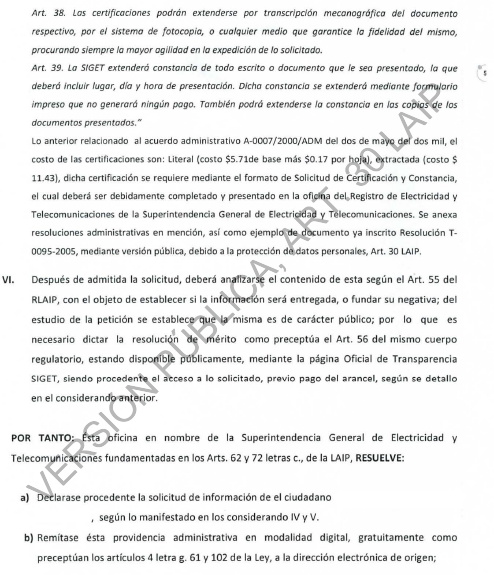 Art. 38. Las certificaciones podrán extenderse por transcripción mecanográfica del documento
respectivo, por el sistema de fotocopia, o cualquier medio que garantice la fidelidad del mismo,
procurando siempre la mayor agilidad en la expedición de lo solicitado.
Art. 39. La SIGET extenderá constancia de todo escrito o documento que le sea presentado, la que
deberá incluir lugar, día y hora de presentación. Dicha constancia se extenderá mediante formulario
impreso que no generará ningún pago. También podrá extenderse la constancia en las copias de los
documentos presentados.”
Lo anterior relacionado al acuerdo administrativo A-0007/2000/ADM del dos de mayo del dos mil, el
costo de las certificaciones son: Literal (costo $5.71de base más $0.17 por hoja), extractada (costo $
11.43), dicha certificación se requiere mediante el formato de Solicitud de Certificación y Constancia,
el cual deberá ser debidamente completado y presentado en la oficina del Registro de Electricidad y
Telecomunicaciones de la Superintendencia General de Electricidad y Telecomunicaciones. Se anexa
resoluciones administrativas en mención, así como ejemplo de documento ya inscrito Resolución T-
0095-2005, mediante versión pública, debido a la protección de datos personales, Art. 30 LAIP.
VI. Después de admitida la solicitud, deberá analizarse el contenido de esta según el Art. 55 del
RLAIP, con el objeto de establecer si la información será entregada, o fundar su negativa; del
estudio de la petición se establece que la misma es de carácter público; por lo que es
necesario dictar la resolución de mérito como preceptúa el Art. 56 del mismo cuerpo
regulatorio, estando disponible públicamente, mediante la página Oficial de Transparencia
SIGET, siendo procedente el acceso a lo solicitado, previo pago del arancel, según se detallo
en el considerando anterior.
POR TANTO: Ésta oficina en nombre de la Superintendencia General de Electricidad y
Telecomunicaciones fundamentadas en los Arts. 62 y 72 letras c., de la LAIP, RESUELVE:
a) Declarase procedente la solicitud de información de el ciudadano
, según lo manifestado en los considerando IV y V.
b) Remítase ésta providencia administrativa en modalidad digital, gratuitamente como
preceptúan los artículos 4 letra g. 61 y 102 de la Ley, a la dirección electrónica de origen;
VERSION PÚBLICA, ART. 30 LAIP